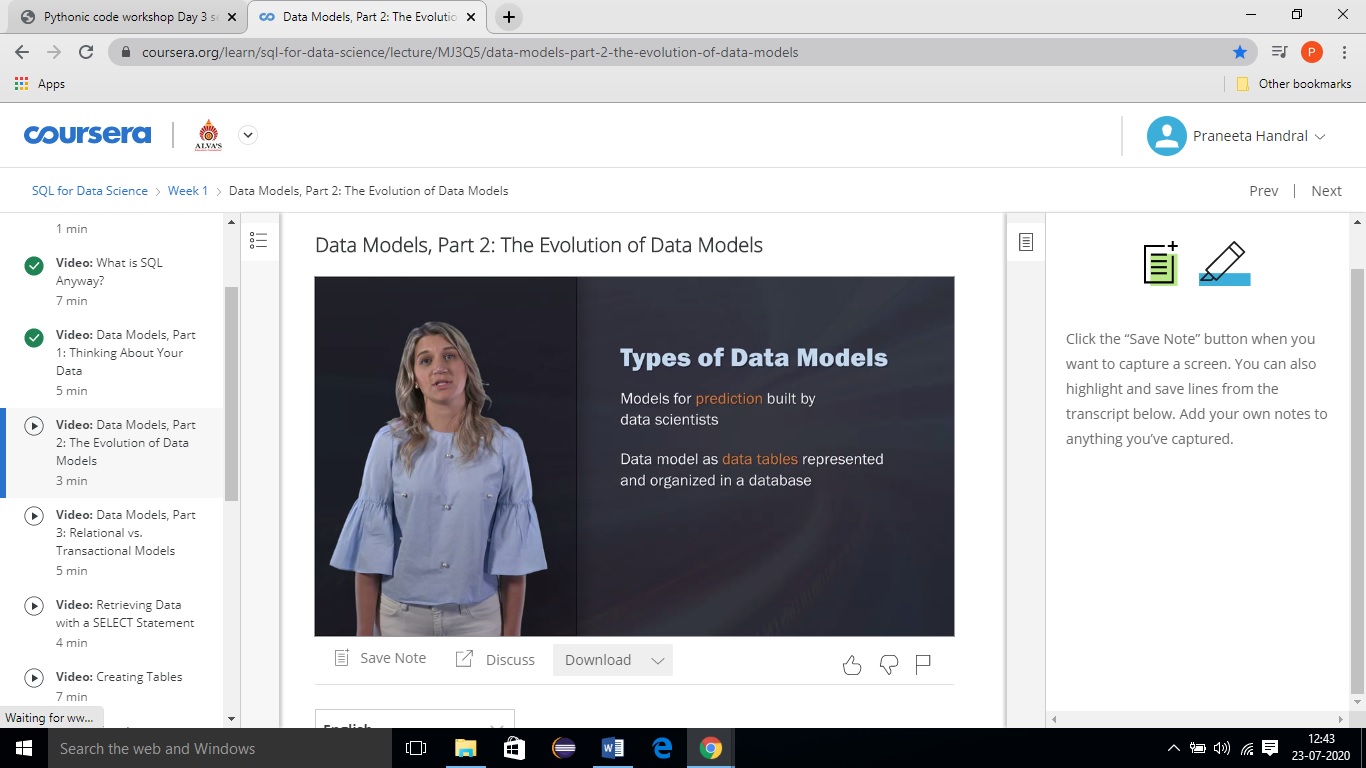 Pythonic code workshop Day 3 s
Data Models, Part 2: The Evolutio
coursera.org/learn/sql-for-data-science/lecture/MJ3Q5/data-models-part-2-the-evolution-of-data-models
P
Apps
Other bookmarks
coursera
ALVA'S
Praneeta Handral
SQL for Data Science > Week 1 > Data Models, Part 2: The Evolution of Data Models
Prev | Next
1 min
Video: What is SQL
Anyway?
7 min
Video: Data Models, Part
1: Thinking About Your
Data
5 min
Video: Data Models, Part
2: The Evolution of Data
Models
3 min
Video: Data Models, Part
3: Relational vs.
Transactional Models
5 min
Video: Retrieving Data
with a SELECT Statement
4 min
Video: Creating Tables
7 min
Waiting for ww...
Data Models, Part 2: The Evolution of Data Models
Types of Data Models
Models for prediction built by
data scientists
Data model as data tables represented
and organized in a database
Save Note
Discuss
Download
English
Click the “Save Note” button when you
want to capture a screen. You can also
highlight and save lines from the
transcript below. Add your own notes to
anything you’ve captured.
Search the web and Windows
12:43
23-07-2020